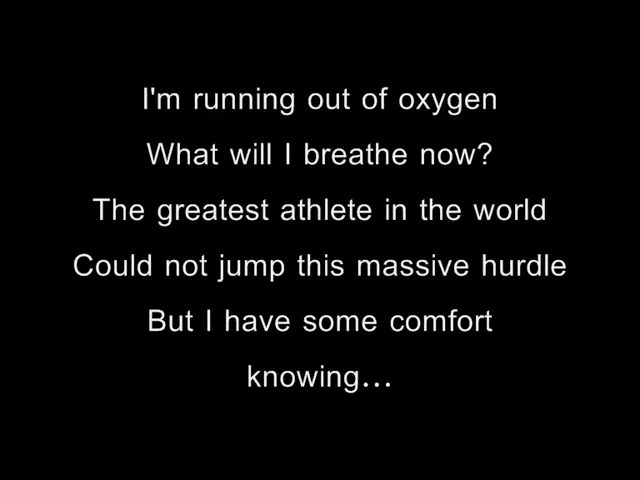 I'm running out of oxygen
What will I breathe now?
The greatest athlete in the world
Could not jump this massive hurdle
But I have some comfort
knowing...